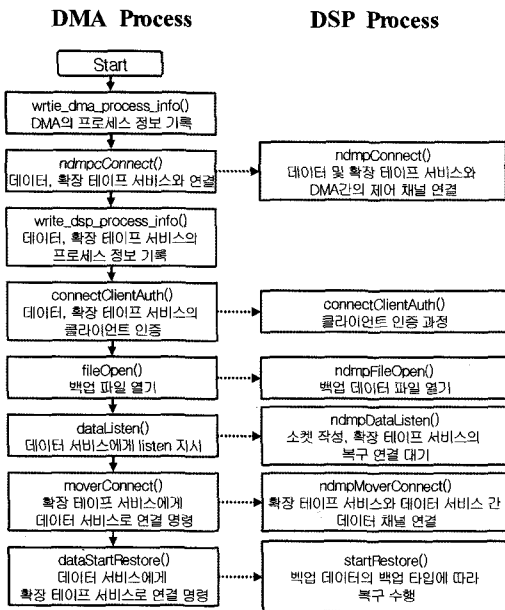 DMA Process
DSP Process
Start
wrtie_dma_process_info()
DMA의 프로세스 정보 기록
ndmpcConnect()
데이터, 확장 테이프 서비스와 연결
ndmpConnect()
데이터 및 확장 테이프 서비스와
DMA간의 제어 채널 연결
write_dsp_process_info()
데이터, 확장 테이프 서비스의
프로세스 정보 기록
connectClientAuth()
데이터, 확장 테이프 서비스의
클라이언트 인증
connectClientAuth()
클라이언트 인증 과정
fileOpen()
백업 파일 열기
ndmpFileOpen()
백업 데이터 파일 열기
dataListen()
데이터 서비스에게 listen 지시
ndmpDataListen()
소켓 작성, 확장 테이프 서비스의
복구 연결 대기
moverConnect()
확장 테이프 서비스에게
데이터 서비스로 연결 명령
ndmpMoverConnect()
확장 테이프 서비스와 데이터 서비스 간
데이터 채널 연결
dataStartRestore()
데이터 서비스에게
확장 테이프 서비스로 연결 명령
startRestore()
백업 데이터의 백업 타입에 따라
복구 수행